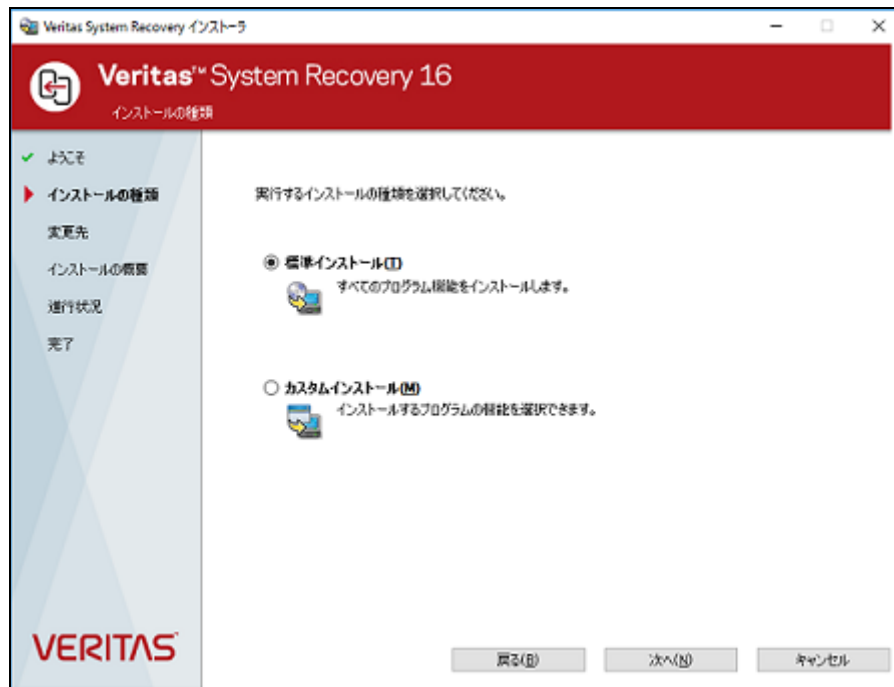 Veritas System Recovery インストーラ
Veritas™ System Recovery 16
インストールの種類
ようこそ
インストールの種類
変更先
インストールの概要
進行状況
完了
実行するインストールの種類を選択してください。
標準インストール(T)
すべてのプログラム機能をインストールします。
カスタムインストール(M)
インストールするプログラムの機能を選択できます。
VERITAS
戻る(B)
次へ(N)
キャンセル